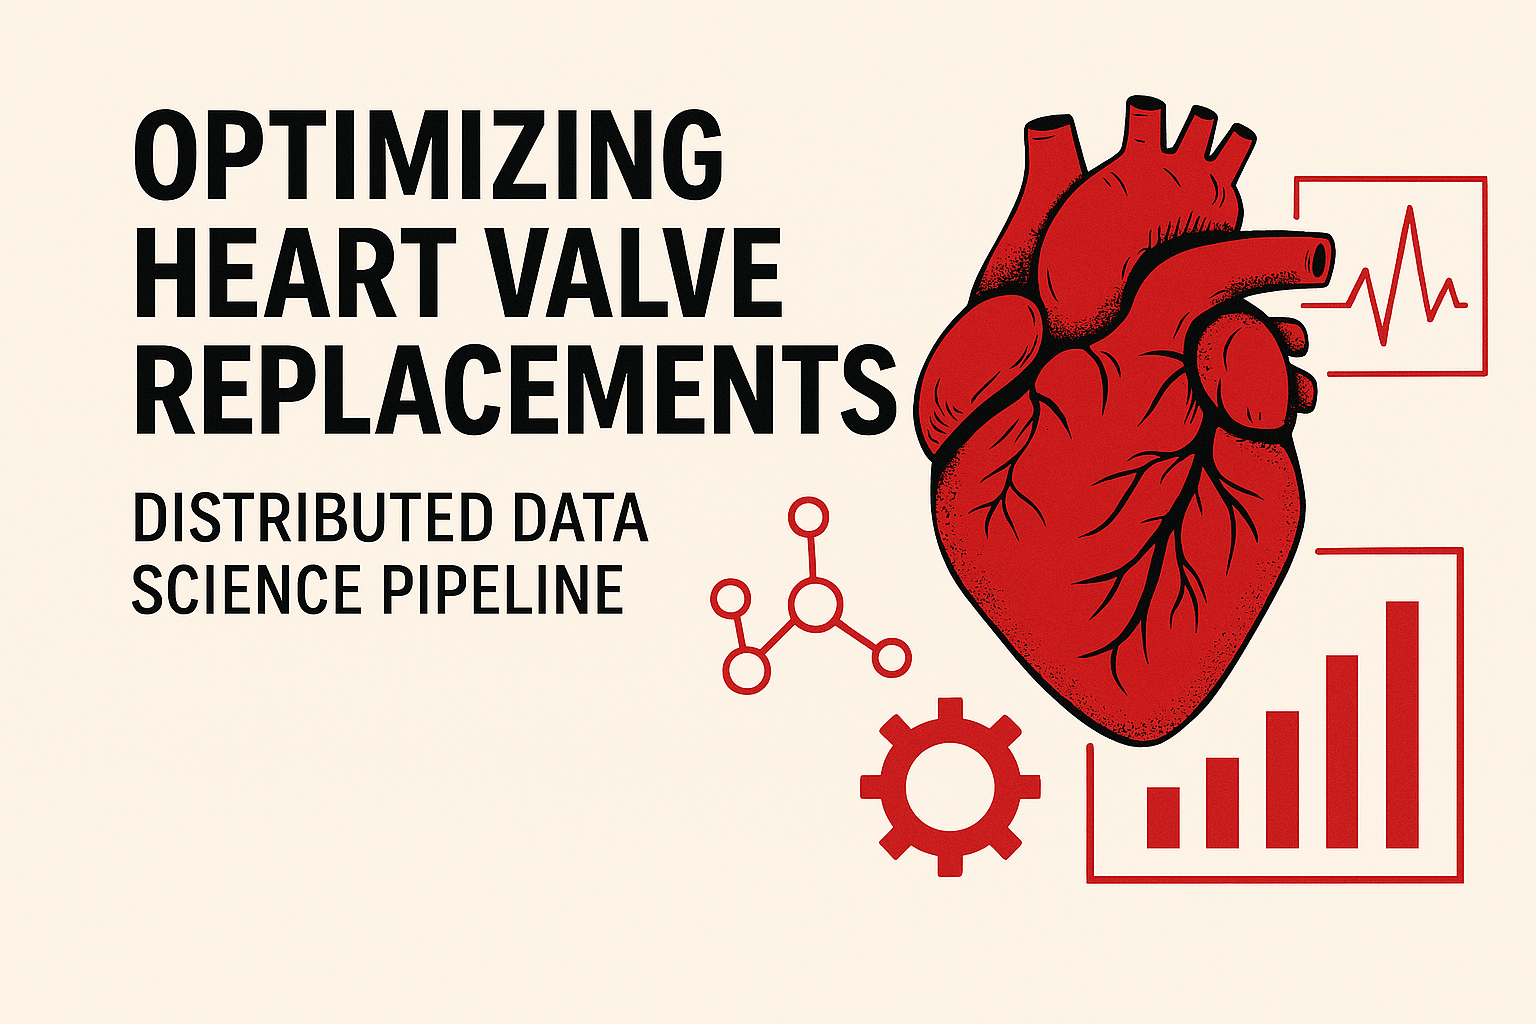 OPTIMIZING
HEART VALVE
REPLACEMENTS
DISTRIBUTED DATA
SCIENCE PIPELINE